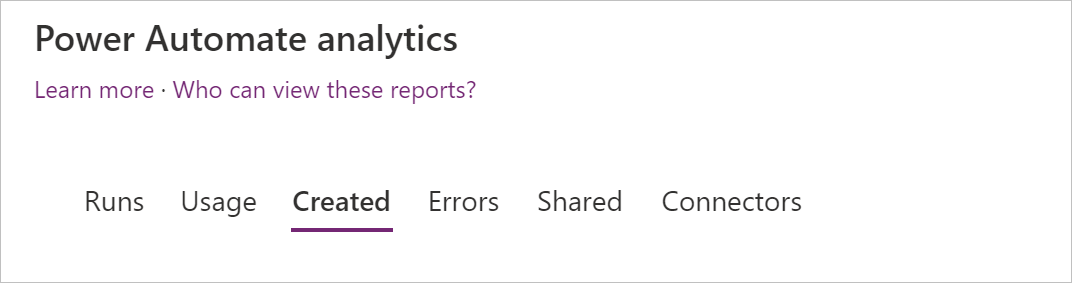 Power Automate analytics
Learn more · Who can view these reports?
Runs Usage Created Errors Shared Connectors